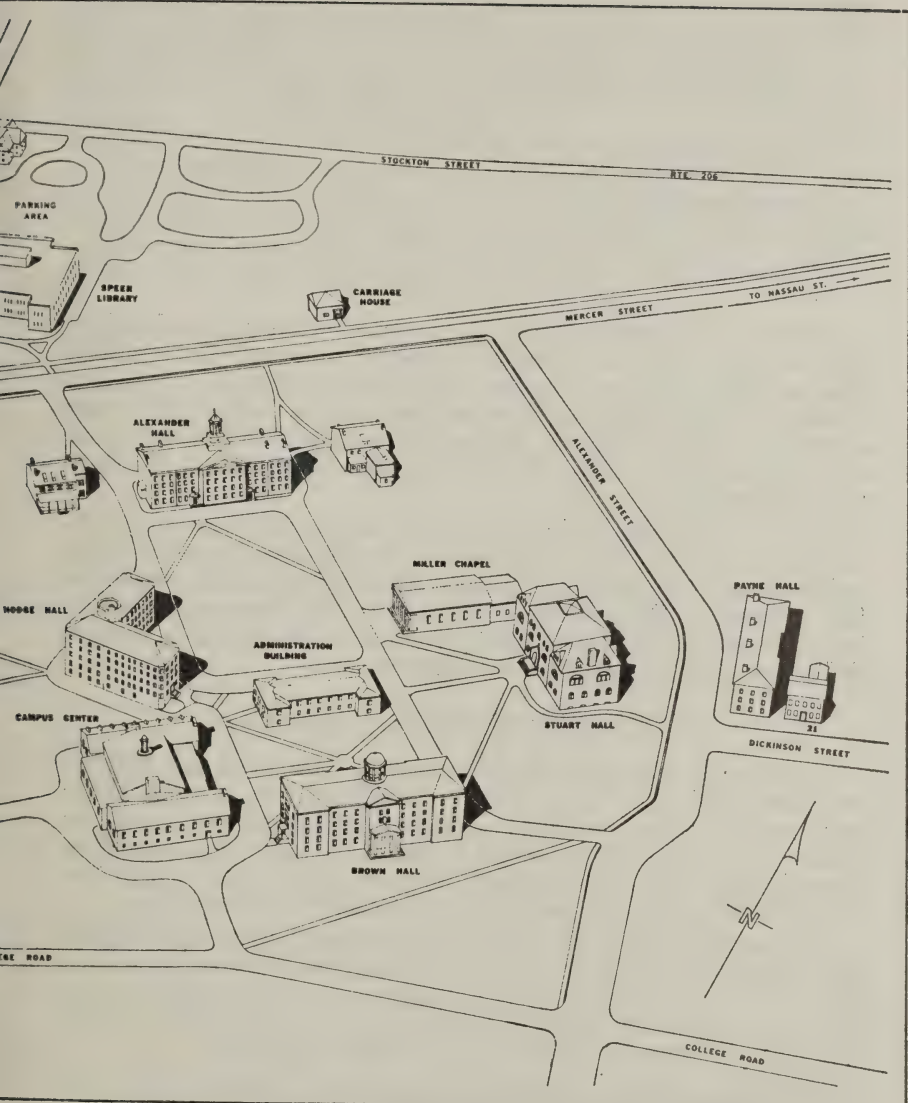 STOCKTON STREET
RTE. 206
PARKING
AREA
SPEER
LIBRARY
CARRIAGE
HOUSE
MERCER STREET
TO NASSAU ST.
ALEXANDER
HALL
ALEXANDER STREET
MILLER CHAPEL
PAYNE HALL
HODGE HALL
ADMINISTRATION
BUILDING
CAMPUS CENTER
STUART HALL
21
DICKINSON STREET
BROWN HALL
N
EGE ROAD
COLLEGE ROAD